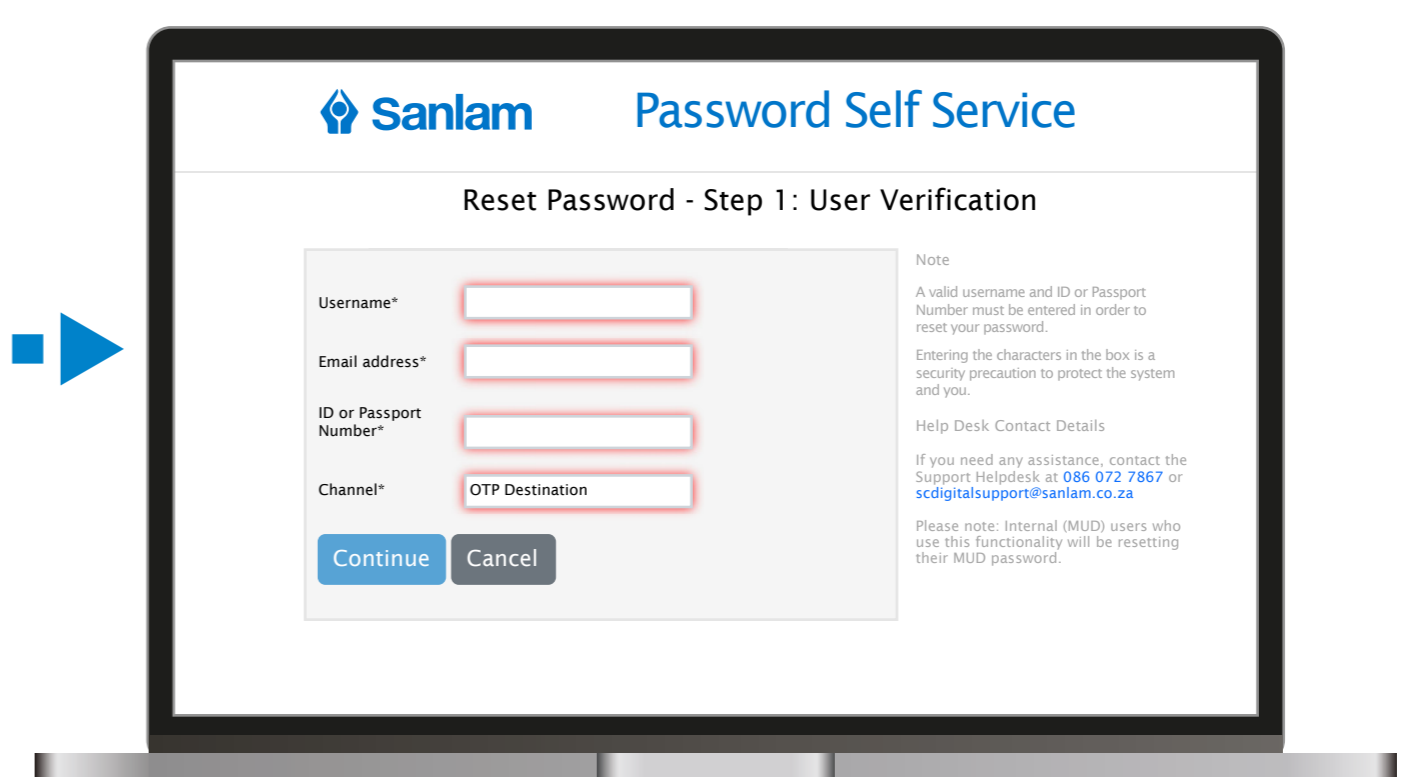 Sanlam
Password Self Service
Reset Password - Step 1: User Verification
Username*
Email address*
ID or Passport
Number*
Channel*
OTP Destination
Continue
Cancel
Note
A valid username and ID or Passport
Number must be entered in order to
reset your password.
Entering the characters in the box is a
security precaution to protect the system
and you.
Help Desk Contact Details
If you need any assistance, contact the
Support Helpdesk at 086 072 7867 or
scdigitalsupport@sanlam.co.za
Please note: Internal (MUD) users who
use this functionality will be resetting
their MUD password.